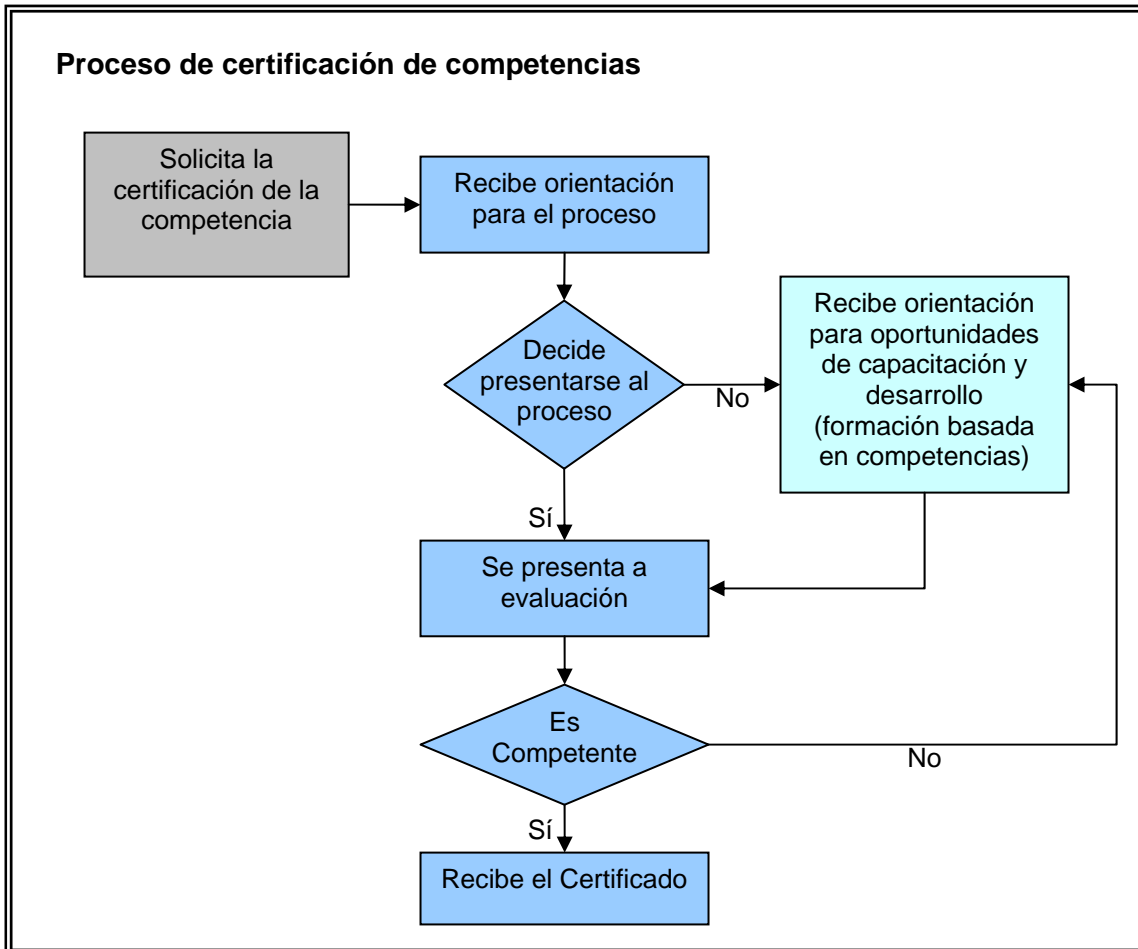 Proceso de certificación de competencias
Solicita la
certificación de la
competencia
Recibe orientación
para el proceso
Decide
presentarse al
proceso
No
Recibe orientación
para oportunidades
de capacitación y
desarrollo
(formación basada
en competencias)
Sí
Se presenta a
evaluación
Es
Competente
No
Sí
Recibe el Certificado